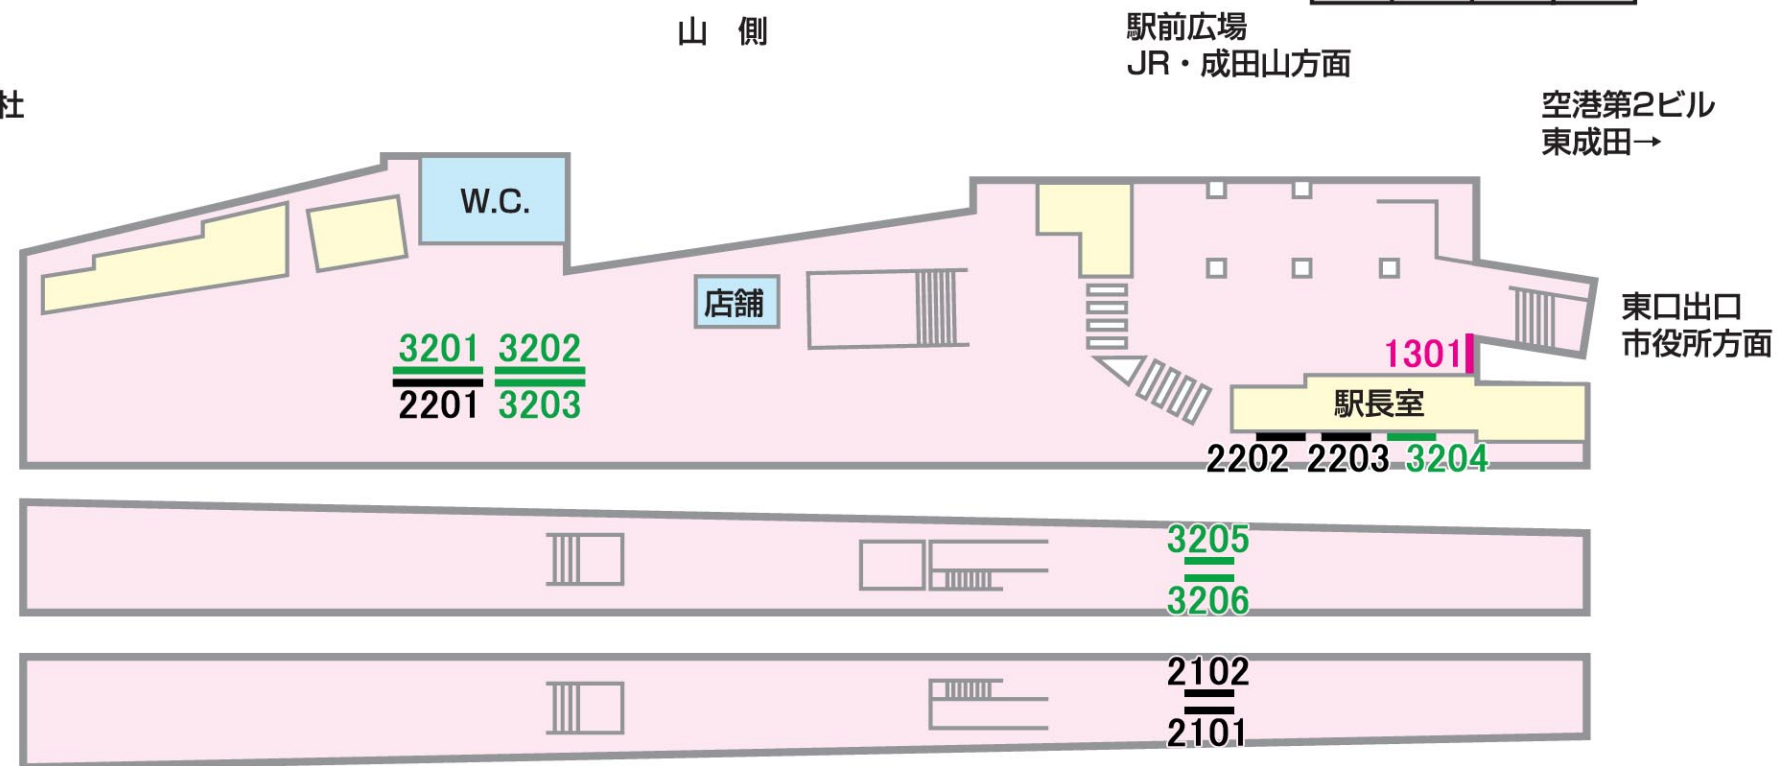 山 側
駅前広場
JR・成田山方面
杜
空港第2ビル
東成田→
W.C.
店舗
東口出口
市役所方面
3201 3202
2201 3203
1301
駅長室
2202 2203 3204
3205
3206
2102
2101